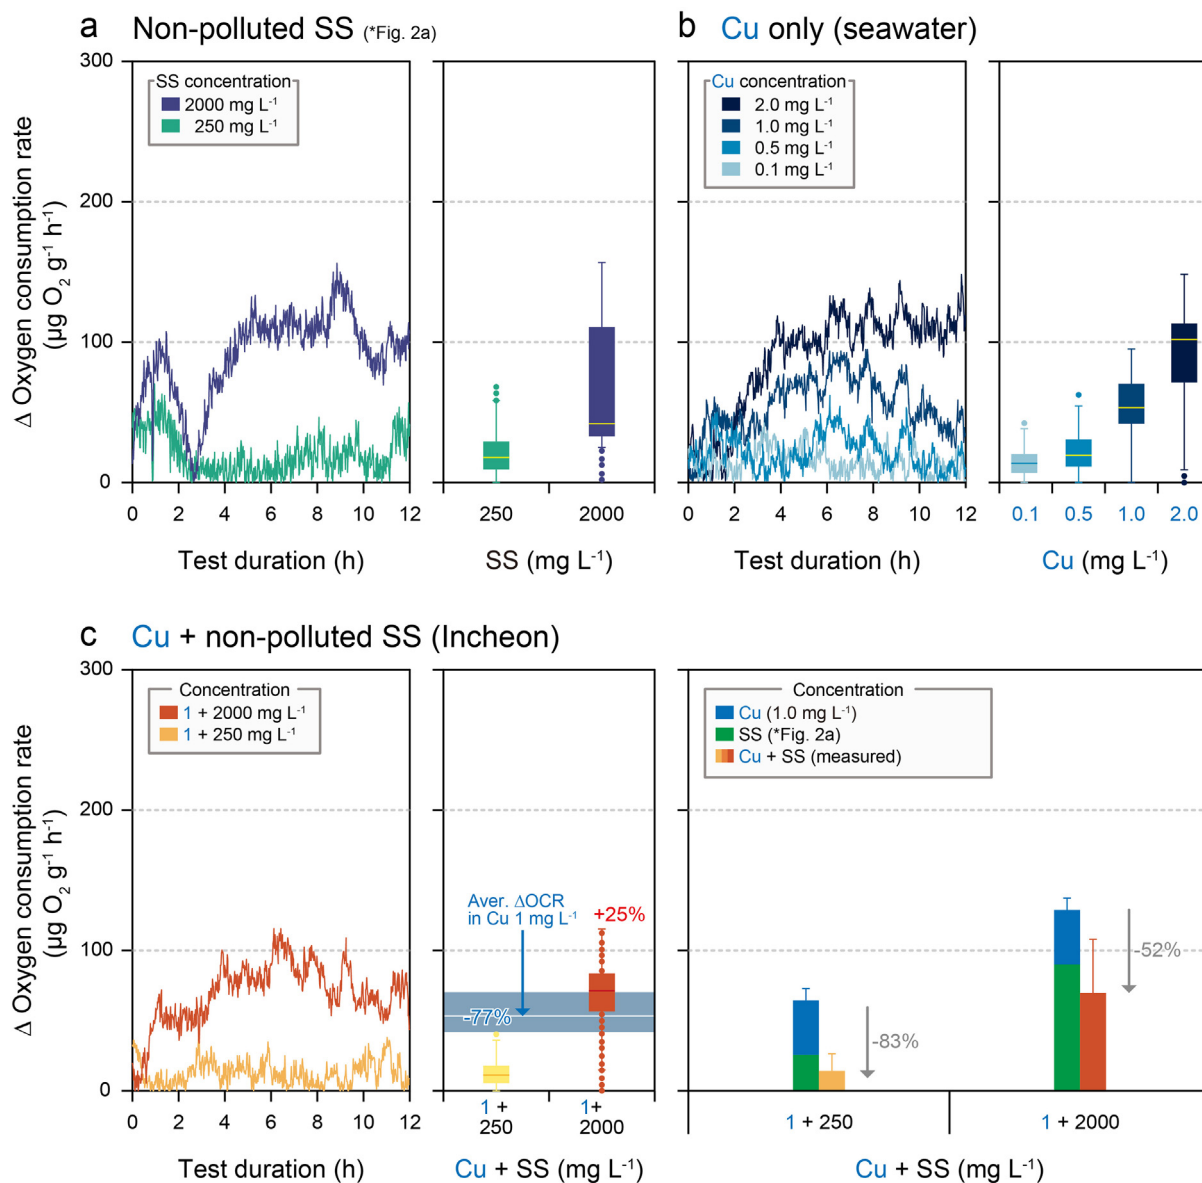 a Non-polluted SS (*Fig. 2a)
b Cu only (seawater)
Δ Oxygen consumption rate
(µg O₂ g⁻¹ h⁻¹)
300
200
100
0
SS concentration
2000 mg L⁻¹
250 mg L⁻¹
0 2 4 6 8 10 12
Test duration (h)
250 2000
SS (mg L⁻¹)
Cu concentration
2.0 mg L⁻¹
1.0 mg L⁻¹
0.5 mg L⁻¹
0.1 mg L⁻¹
0 2 4 6 8 10 12
Test duration (h)
0.1 0.5 1.0 2.0
Cu (mg L⁻¹)
c Cu + non-polluted SS (Incheon)
Δ Oxygen consumption rate
(µg O₂ g⁻¹ h⁻¹)
300
200
100
0
Concentration
1 + 2000 mg L⁻¹
1 + 250 mg L⁻¹
0 2 4 6 8 10 12
Test duration (h)
Aver. ΔOCR
in Cu 1 mg L⁻¹
+25%
-77%
1 +
250
1+
2000
Cu + SS (mg L⁻¹)
Concentration
Cu (1.0 mg L⁻¹)
SS (*Fig. 2a)
Cu + SS (measured)
-83%
-52%
1 + 250
1 + 2000
Cu + SS (mg L⁻¹)